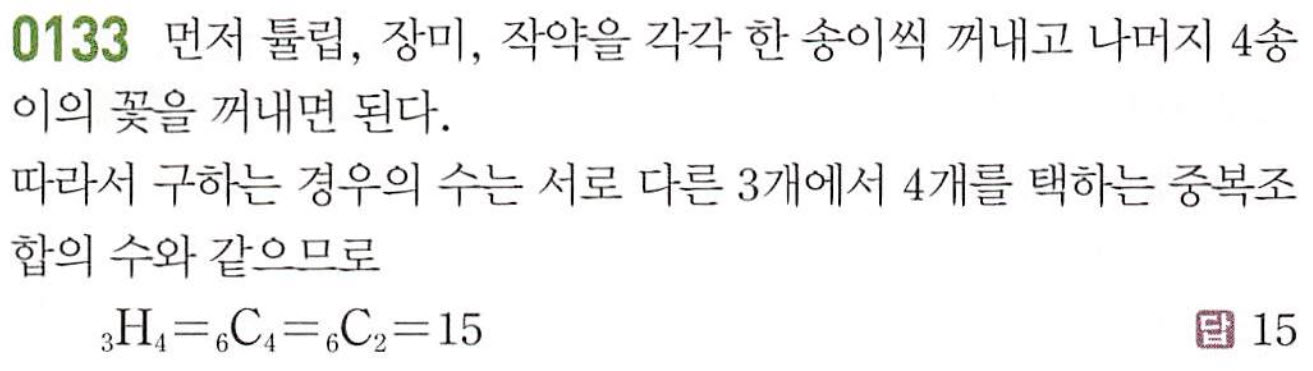 0133 먼저 튤립, 장미, 작약을 각각 한 송이씩 꺼내고 나머지 4송
이의 꽃을 꺼내면 된다.
따라서 구하는 경우의 수는 서로 다른 3개에서 4개를 택하는 중복조
합의 수와 같으므로
₃H₄=₆C₄=₆C₂=15 답 15